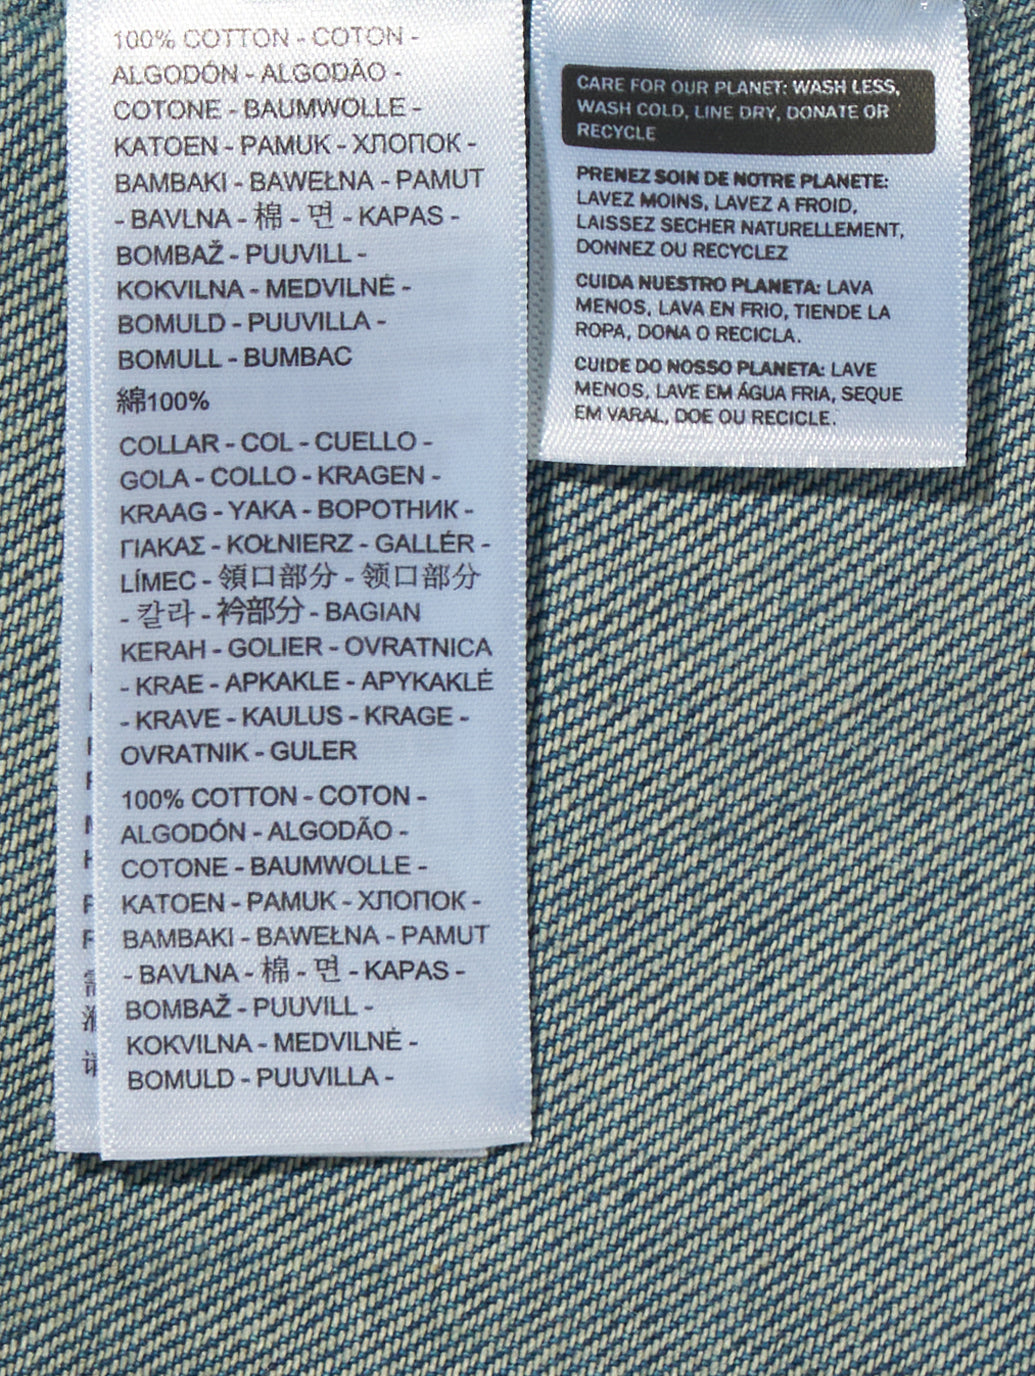 100% COTTON - COTON -
ALGODÓN - ALGODÃO -
COTONE - BAUMWOLLE -
KATOEN - PAMUK - ХЛОПОК -
BAMBAKI - BAWEŁNA - PAMUT
- BAVLNA - 棉 - 면 - KAPAS -
BOMBAŽ - PUUVILL -
KOKVILNA - MEDVILNĖ -
BOMULD - PUUVILLA -
BOMULL - BUMBAC
綿100%
COLLAR - COL - CUELLO -
GOLA - COLLO - KRAGEN -
KRAAG - YAKA - ВОРОТНИК -
ΓΙΑΚΑΣ - KOŁNIERZ - GALLÉR -
LÍMEC - 領口部分 - 领口部分
- 칼라 - 衿部分 - BAGIAN
KERAH - GOLIER - OVRATNICA
- KRAE - APKAKLE - APYKAKLĖ
- KRAVE - KAULUS - KRAGE -
OVRATNIK - GULER
100% COTTON - COTON -
ALGODÓN - ALGODÃO -
COTONE - BAUMWOLLE -
KATOEN - PAMUK - ХЛОПОК -
BAMBAKI - BAWEŁNA - PAMUT
- BAVLNA - 棉 - 면 - KAPAS -
BOMBAŽ - PUUVILL -
KOKVILNA - MEDVILNĖ -
BOMULD - PUUVILLA -
CARE FOR OUR PLANET: WASH LESS,
WASH COLD, LINE DRY, DONATE OR
RECYCLE
PRENEZ SOIN DE NOTRE PLANETE:
LAVEZ MOINS, LAVEZ A FROID,
LAISSEZ SECHER NATURELLEMENT,
DONNEZ OU RECYCLEZ
CUIDA NUESTRO PLANETA: LAVA
MENOS, LAVA EN FRIO, TIENDE LA
ROPA, DONA O RECICLA.
CUIDE DO NOSSO PLANETA: LAVE
MENOS, LAVE EM ÁGUA FRIA, SEQUE
EM VARAL, DOE OU RECICLE.